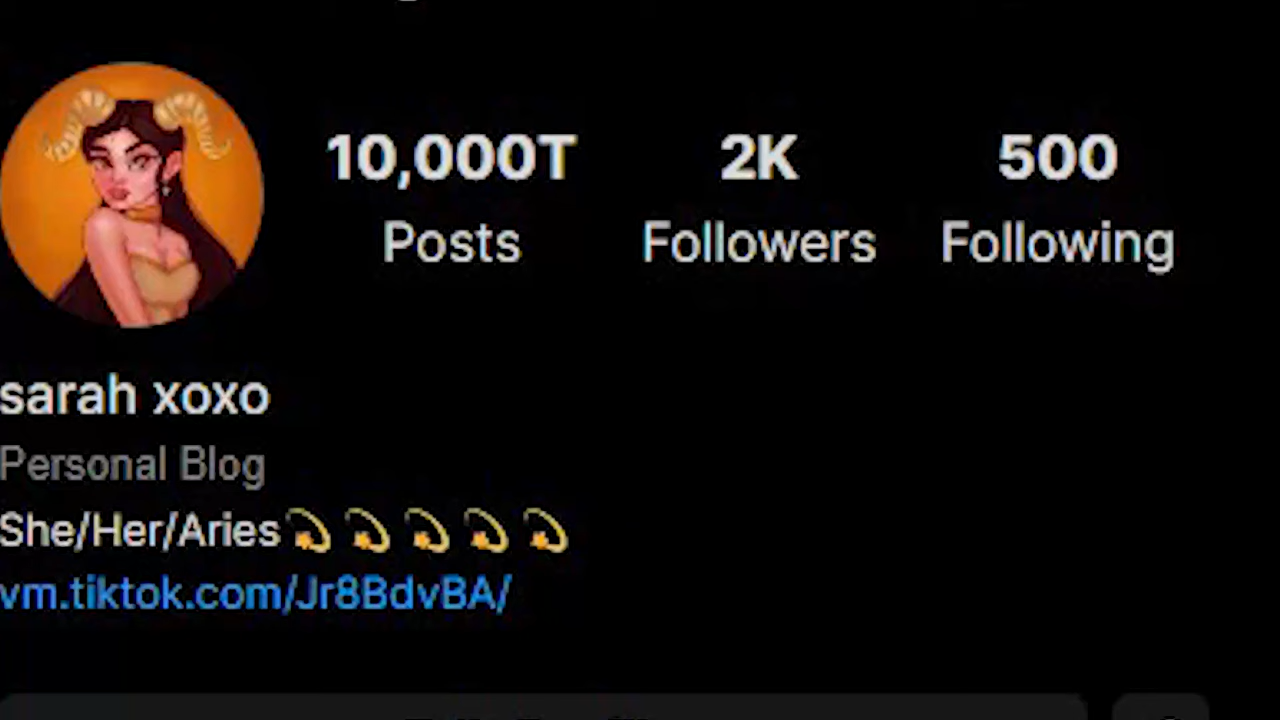 10,000T 2K 500
Posts Followers Following
sarah xoxo
Personal Blog
She/Her/Aries💫💫💫💫💫
vm.tiktok.com/Jr8BdvBA/